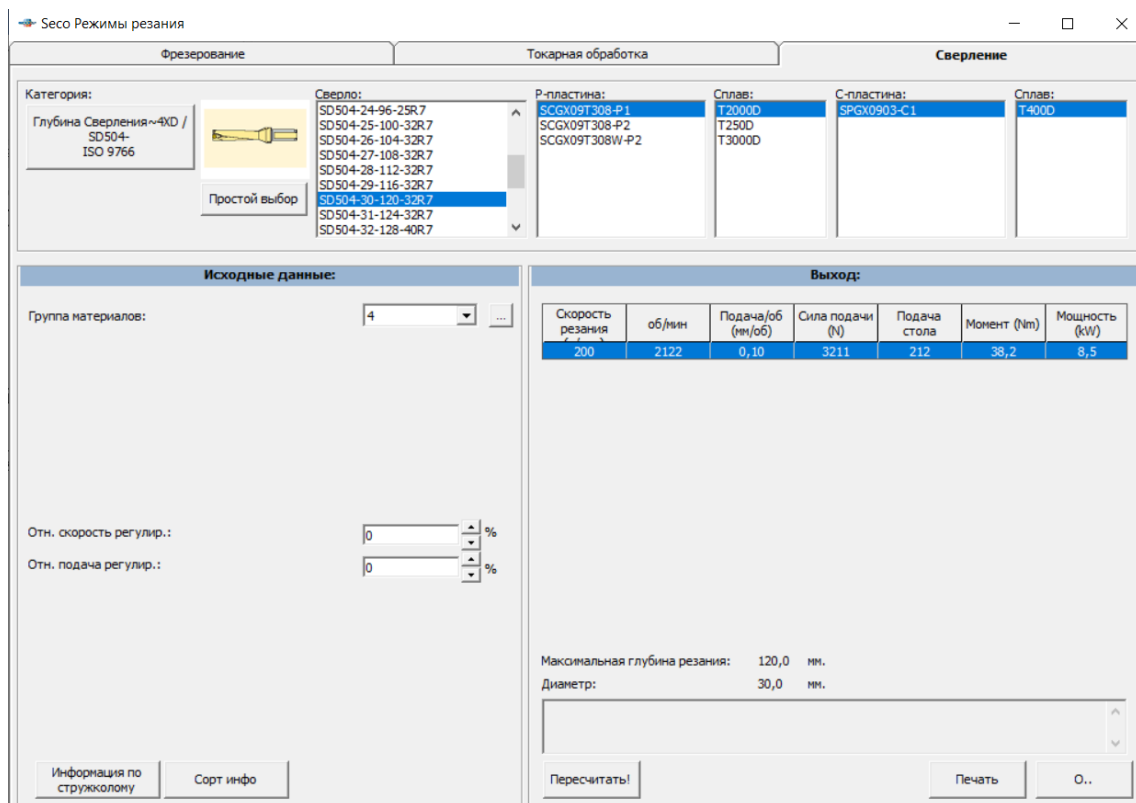 Seco Режимы резания
Фрезерование
Токарная обработка
Сверление
Категория:
Глубина Сверления~4XD /
SD504-
ISO 9766
Простой выбор
Сверло:
SD504-24-96-25R7
SD504-25-100-32R7
SD504-26-104-32R7
SD504-27-108-32R7
SD504-28-112-32R7
SD504-29-116-32R7
SD504-30-120-32R7
SD504-31-124-32R7
SD504-32-128-40R7
Р-пластина:
SCGX09T308-P1
SCGX09T308-P2
SCGX09T308W-P2
Сплав:
T2000D
T250D
T3000D
С-пластина:
SPGX0903-C1
Сплав:
T400D
Исходные данные:
Группа материалов:
4
...
Отн. скорость регулир.:
0
%
Отн. подача регулир.:
0
%
Информация по
стружколому
Сорт инфо
Выход:
Скорость
резания
об/мин
Подача/об
(мм/об)
Сила подачи
(N)
Подача
стола
Момент (Nm)
Мощность
(kW)
200 2122 0,10 3211 212 38,2 8,5
Максимальная глубина резания: 120,0 мм.
Диаметр: 30,0 мм.
Пересчитать!
Печать
О..